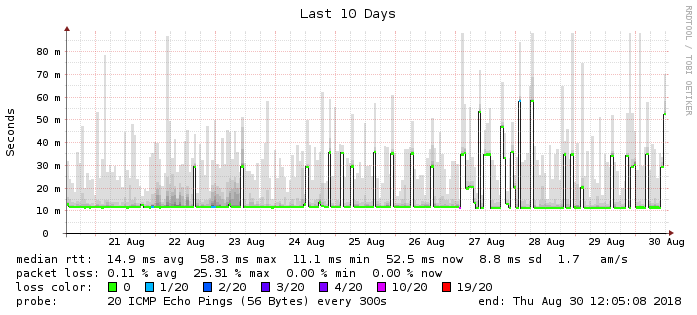 Last 10 Days
RRDTOOL / TOBI OETIKER
Seconds
80 m
70 m
60 m
50 m
40 m
30 m
20 m
10 m
0
21 Aug 22 Aug 23 Aug 24 Aug 25 Aug 26 Aug 27 Aug 28 Aug 29 Aug 30 Aug
median rtt: 14.9 ms avg 58.3 ms max 11.1 ms min 52.5 ms now 8.8 ms sd 1.7 am/s
packet loss: 0.11 % avg 25.31 % max 0.00 % min 0.00 % now
loss color: 0 1/20 2/20 3/20 4/20 10/20 19/20
probe: 20 ICMP Echo Pings (56 Bytes) every 300s end: Thu Aug 30 12:05:08 2018